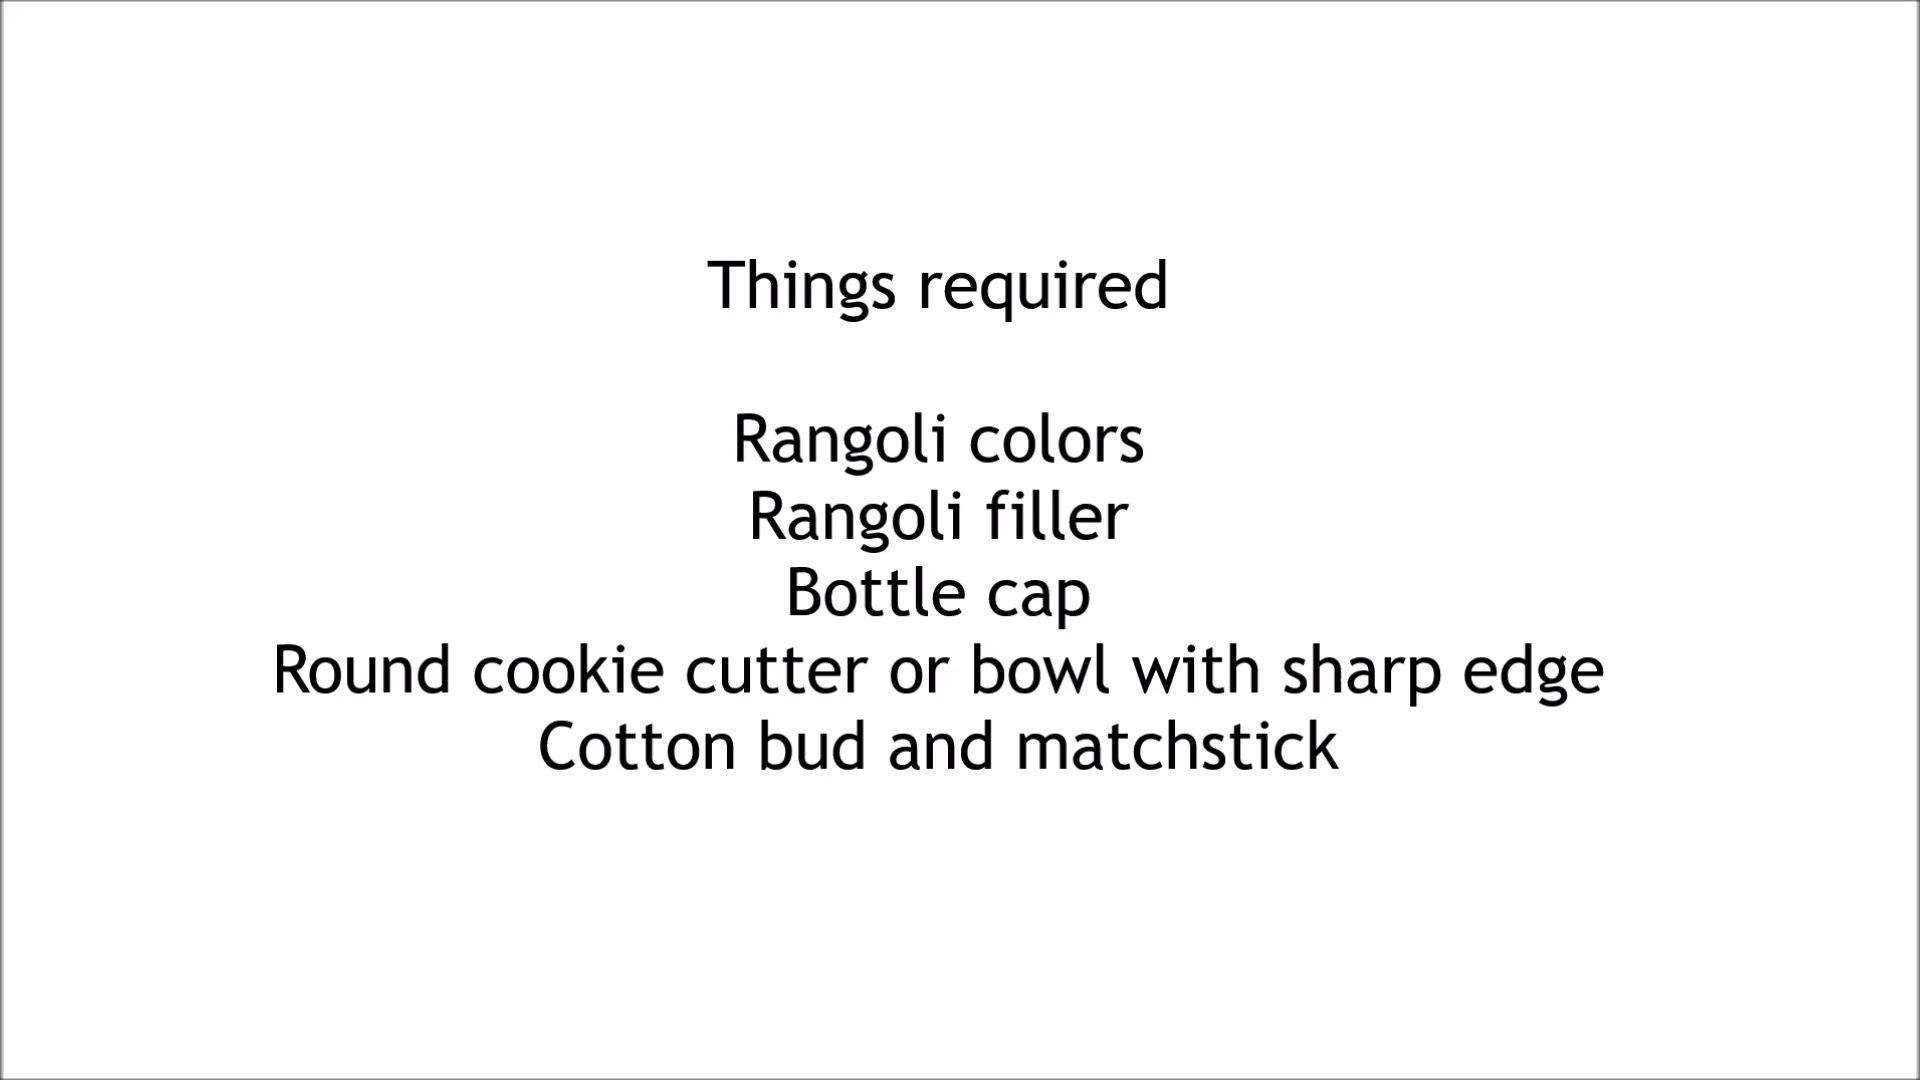 Things required
Rangoli colors
Rangoli filler
Bottle cap
Round cookie cutter or bowl with sharp edge
Cotton bud and matchstick